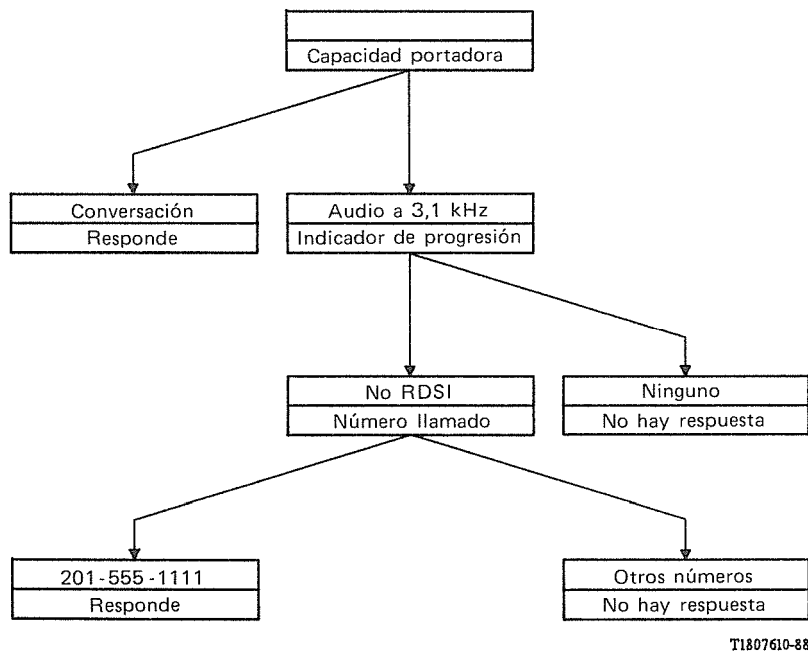 Capacidad portadora
Conversación
Responde
Audio a 3,1 kHz
Indicador de progresión
No RDSI
Número llamado
Ninguno
No hay respuesta
201-555-1111
Responde
Otros números
No hay respuesta
T1807610-88